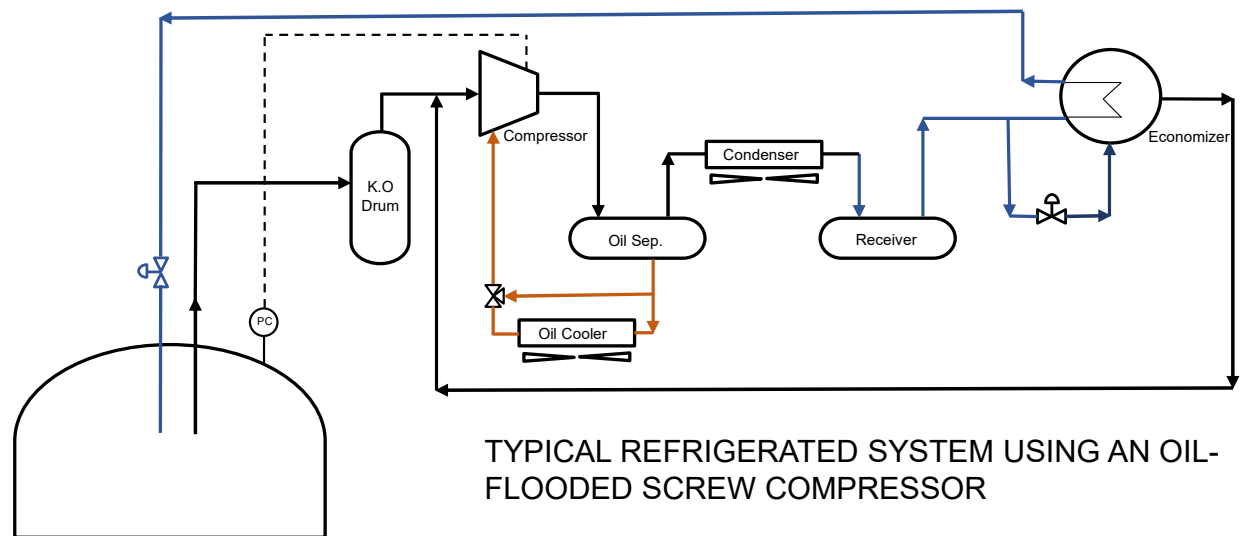 Compressor
Economizer
Condenser
K.O
Drum
Oil Sep.
Receiver
PC
Oil Cooler
TYPICAL REFRIGERATED SYSTEM USING AN OIL-
FLOODED SCREW COMPRESSOR